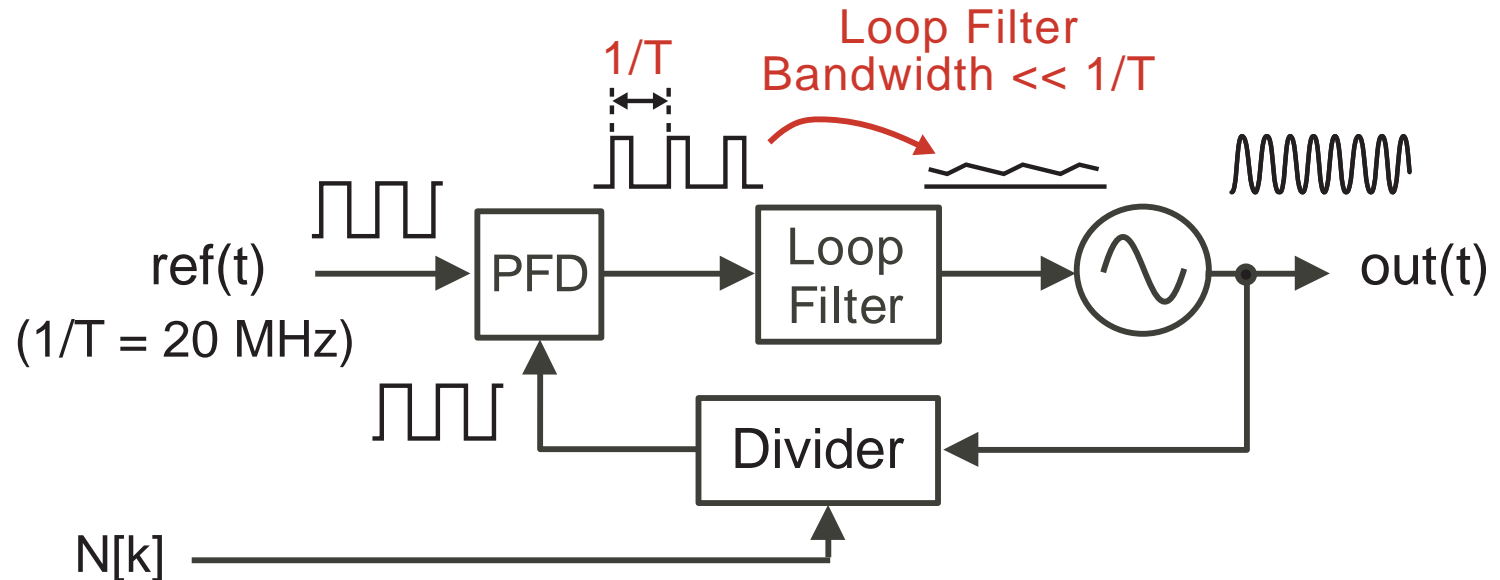 Loop Filter
Bandwidth << 1/T
1/T
ref(t)
(1/T = 20 MHz)
PFD
Loop
Filter
out(t)
Divider
N[k]